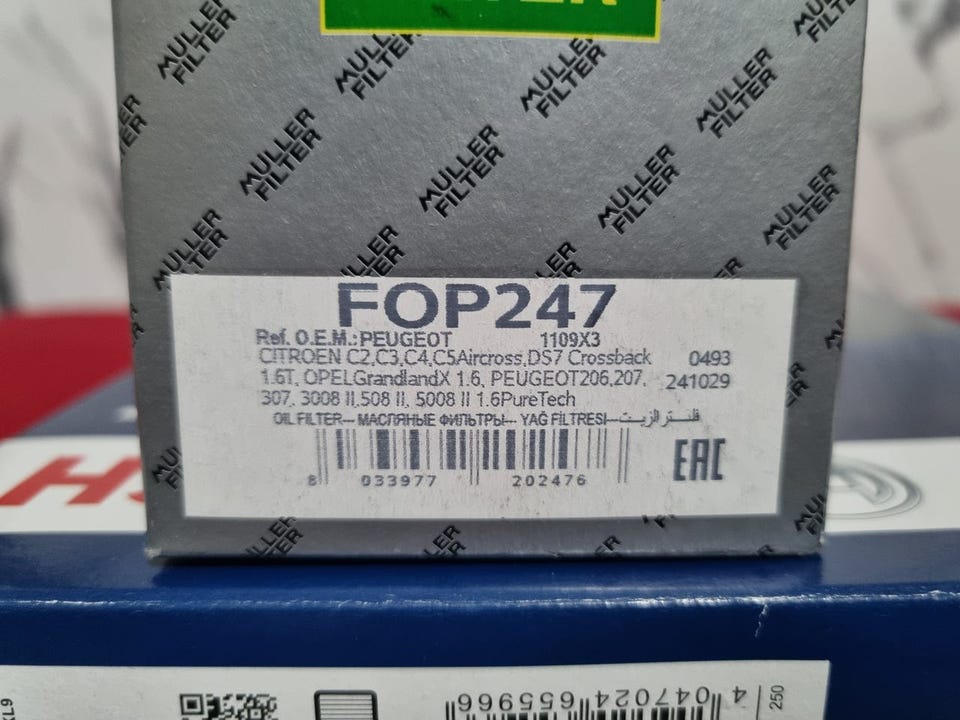 MULLER
FILTER
FOP247
Ref. O.E.M.:PEUGEOT 1109X3
CITROEN C2,C3,C4,C5Aircross,DS7 Crossback 0493
1.6T, OPELGrandlandX 1.6, PEUGEOT206,207, 241029
307, 3008 II,508 II, 5008 II 1.6PureTech
OIL FILTER--- МАСЛЯНЫЕ ФИЛЬТРЫ--- YAĞ FILTRESI---فلتر الزيت
8 033977 202476
EAC
4 047024 655966
250